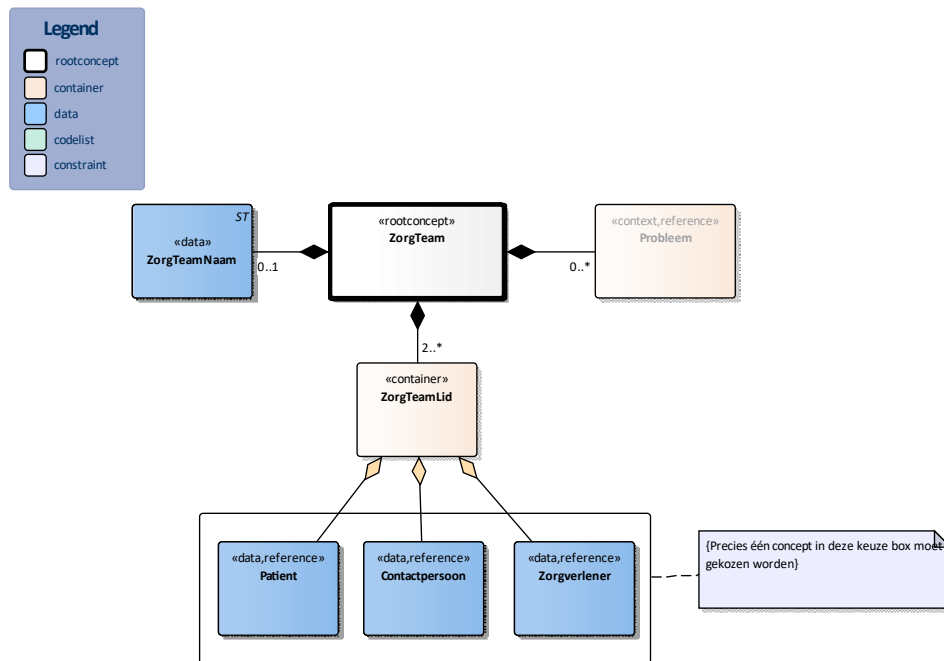 Legend
rootconcept
container
data
codelist
constraint
ST
«data»
ZorgTeamNaam
0..1
«rootconcept»
ZorgTeam
«context,reference»
Probleem
0..*
2..*
«container»
ZorgTeamLid
«data,reference»
Patient
«data,reference»
Contactpersoon
«data,reference»
Zorgverlener
{Precies één concept in deze keuze box moet
gekozen worden}